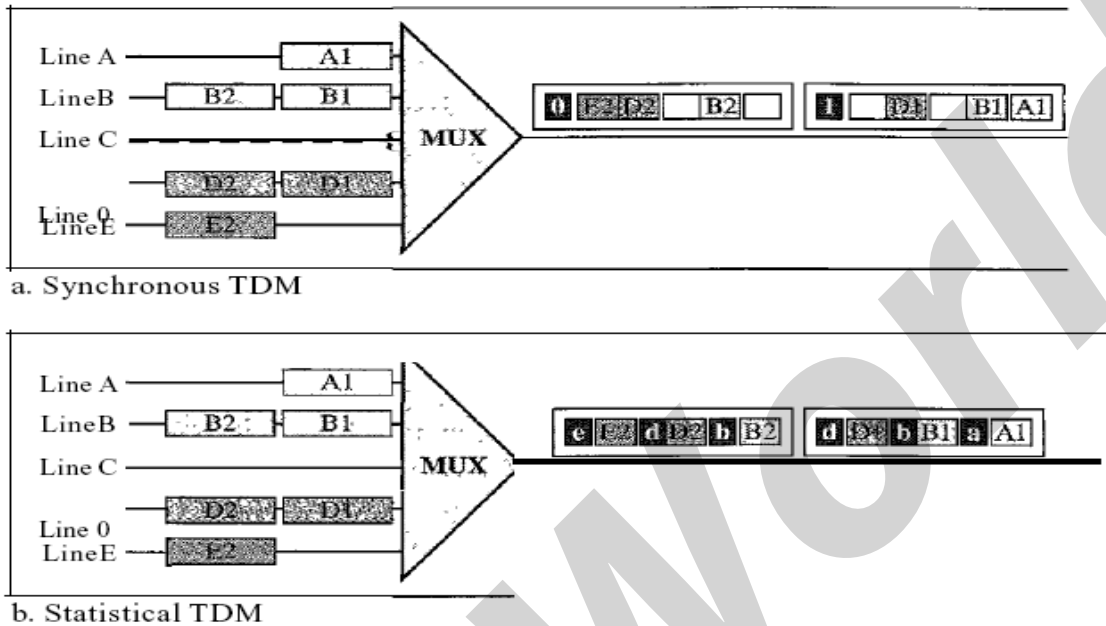 Line A A1
LineB B2 B1
Line C MUX
D2 D1
Line 0
LineE E2
0 E2 D2 B2 1 D1 B1 A1
a. Synchronous TDM
Line A A1
LineB B2 B1
Line C MUX
D2 D1
Line 0
LineE E2
e E2 d D2 b B2 d D1 b B1 a A1
b. Statistical TDM